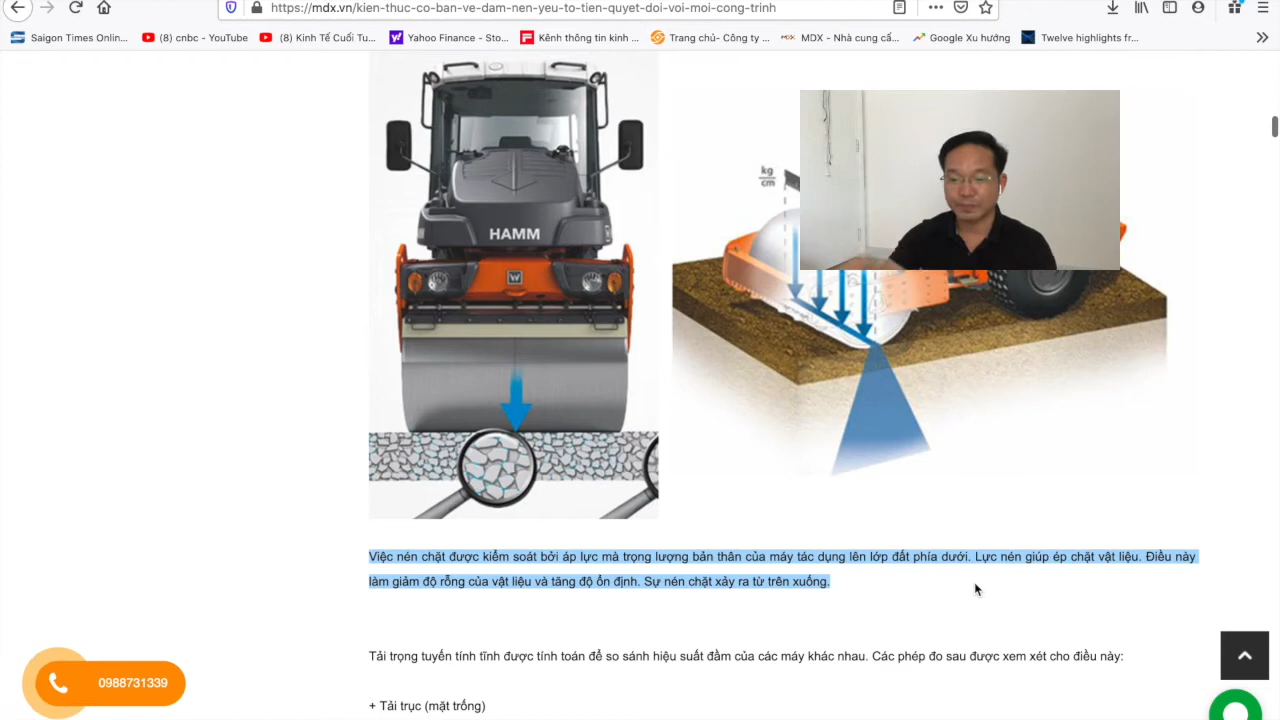 https://mdx.vn/kien-thuc-co-ban-ve-dam-nen-yeu-to-tien-quyet-doi-voi-moi-cong-trinh
Saigon Times Onlin...
(8) cnbc - YouTube
(8) Kinh Tế Cuối Tu...
Yahoo Finance - Sto...
Kênh thông tin kinh ...
Trang chủ- Công ty ...
MDX - Nhà cung cấ...
Google Xu hướng
Twelve highlights fr...
kg
cm
HAMM
Việc nén chặt được kiểm soát bởi áp lực mà trọng lượng bản thân của máy tác dụng lên lớp đất phía dưới. Lực nén giúp ép chặt vật liệu. Điều này
làm giảm độ rỗng của vật liệu và tăng độ ổn định. Sự nén chặt xảy ra từ trên xuống.
Tải trọng tuyến tính tĩnh được tính toán để so sánh hiệu suất đầm của các máy khác nhau. Các phép đo sau được xem xét cho điều này:
0988731339
+ Tải trục (mặt trống)